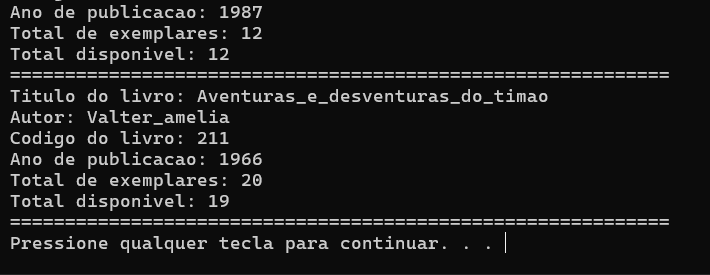 Ano de publicacao: 1987
Total de exemplares: 12
Total disponivel: 12
============================================================
Titulo do livro: Aventuras_e_desventuras_do_timao
Autor: Valter_amelia
Codigo do livro: 211
Ano de publicacao: 1966
Total de exemplares: 20
Total disponivel: 19
============================================================
Pressione qualquer tecla para continuar. . .